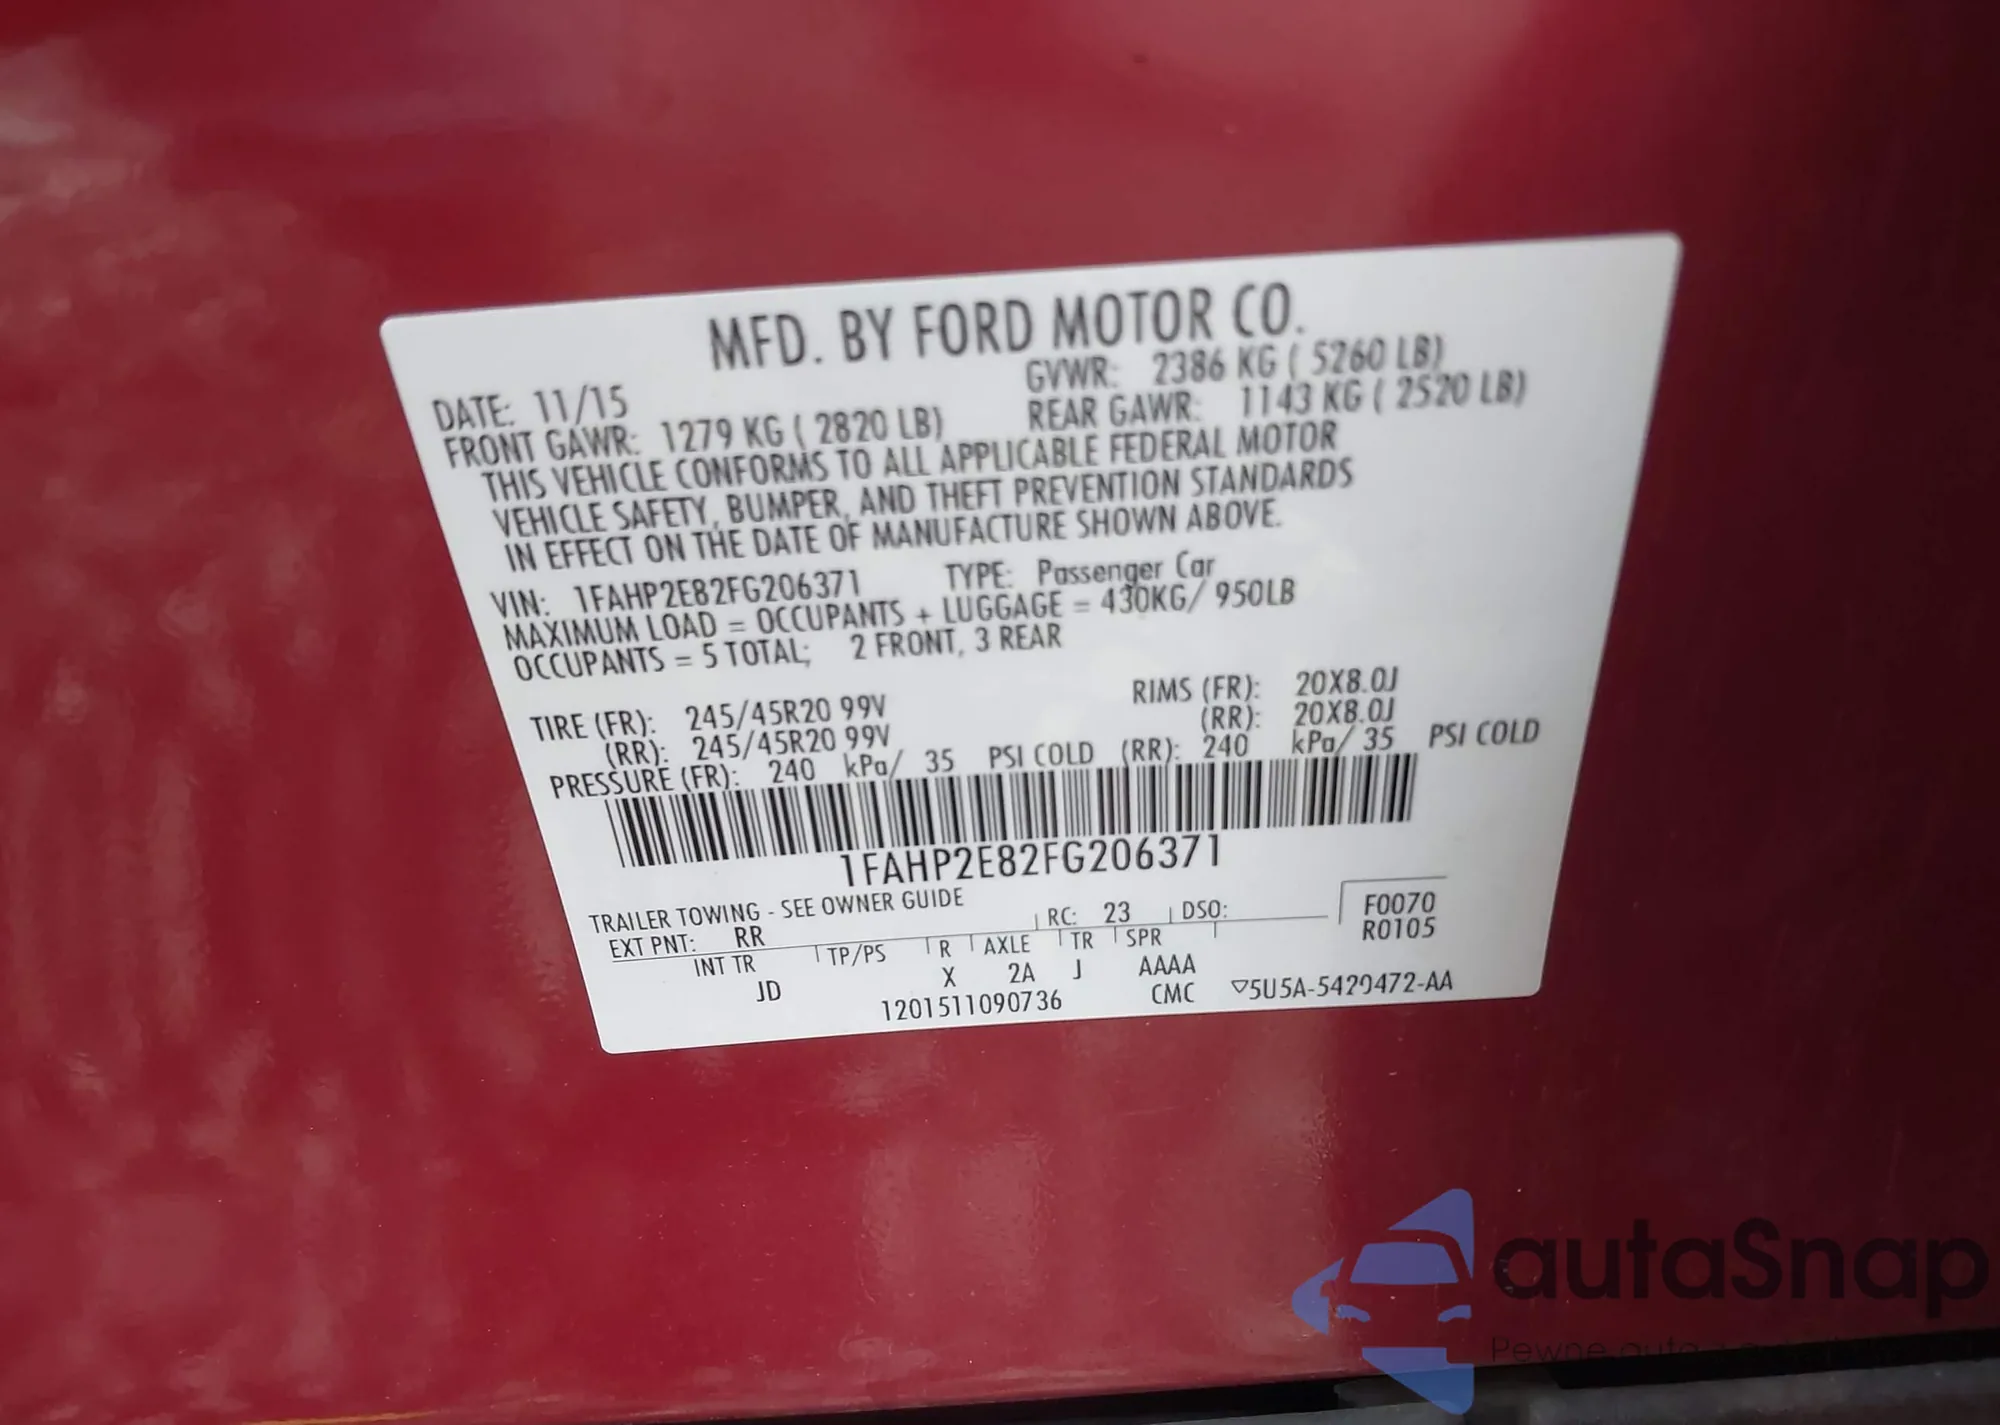 MFD. BY FORD MOTOR CO.
DATE: 11/15 GVWR: 2386 KG ( 5260 LB)
FRONT GAWR: 1279 KG ( 2820 LB) REAR GAWR: 1143 KG ( 2520 LB)
THIS VEHICLE CONFORMS TO ALL APPLICABLE FEDERAL MOTOR
VEHICLE SAFETY, BUMPER, AND THEFT PREVENTION STANDARDS
IN EFFECT ON THE DATE OF MANUFACTURE SHOWN ABOVE.
VIN: 1FAHP2E82FG206371 TYPE: Passenger Car
MAXIMUM LOAD = OCCUPANTS + LUGGAGE = 430KG/ 950LB
OCCUPANTS = 5 TOTAL; 2 FRONT, 3 REAR
TIRE (FR): 245/45R20 99V RIMS (FR): 20X8.0J
(RR): 245/45R20 99V (RR): 20X8.0J
PRESSURE (FR): 240 kPa/ 35 PSI COLD (RR): 240 kPa/ 35 PSI COLD
1FAHP2E82FG206371
TRAILER TOWING - SEE OWNER GUIDE
EXT PNT: RR RC: 23 DSO: F0070
R0105
INT TR TP/PS R AXLE TR SPR
JD X 2A J AAAA
1201511090736 CMC ▽5U5A-5420472-AA
autaSnap
Pewne auto